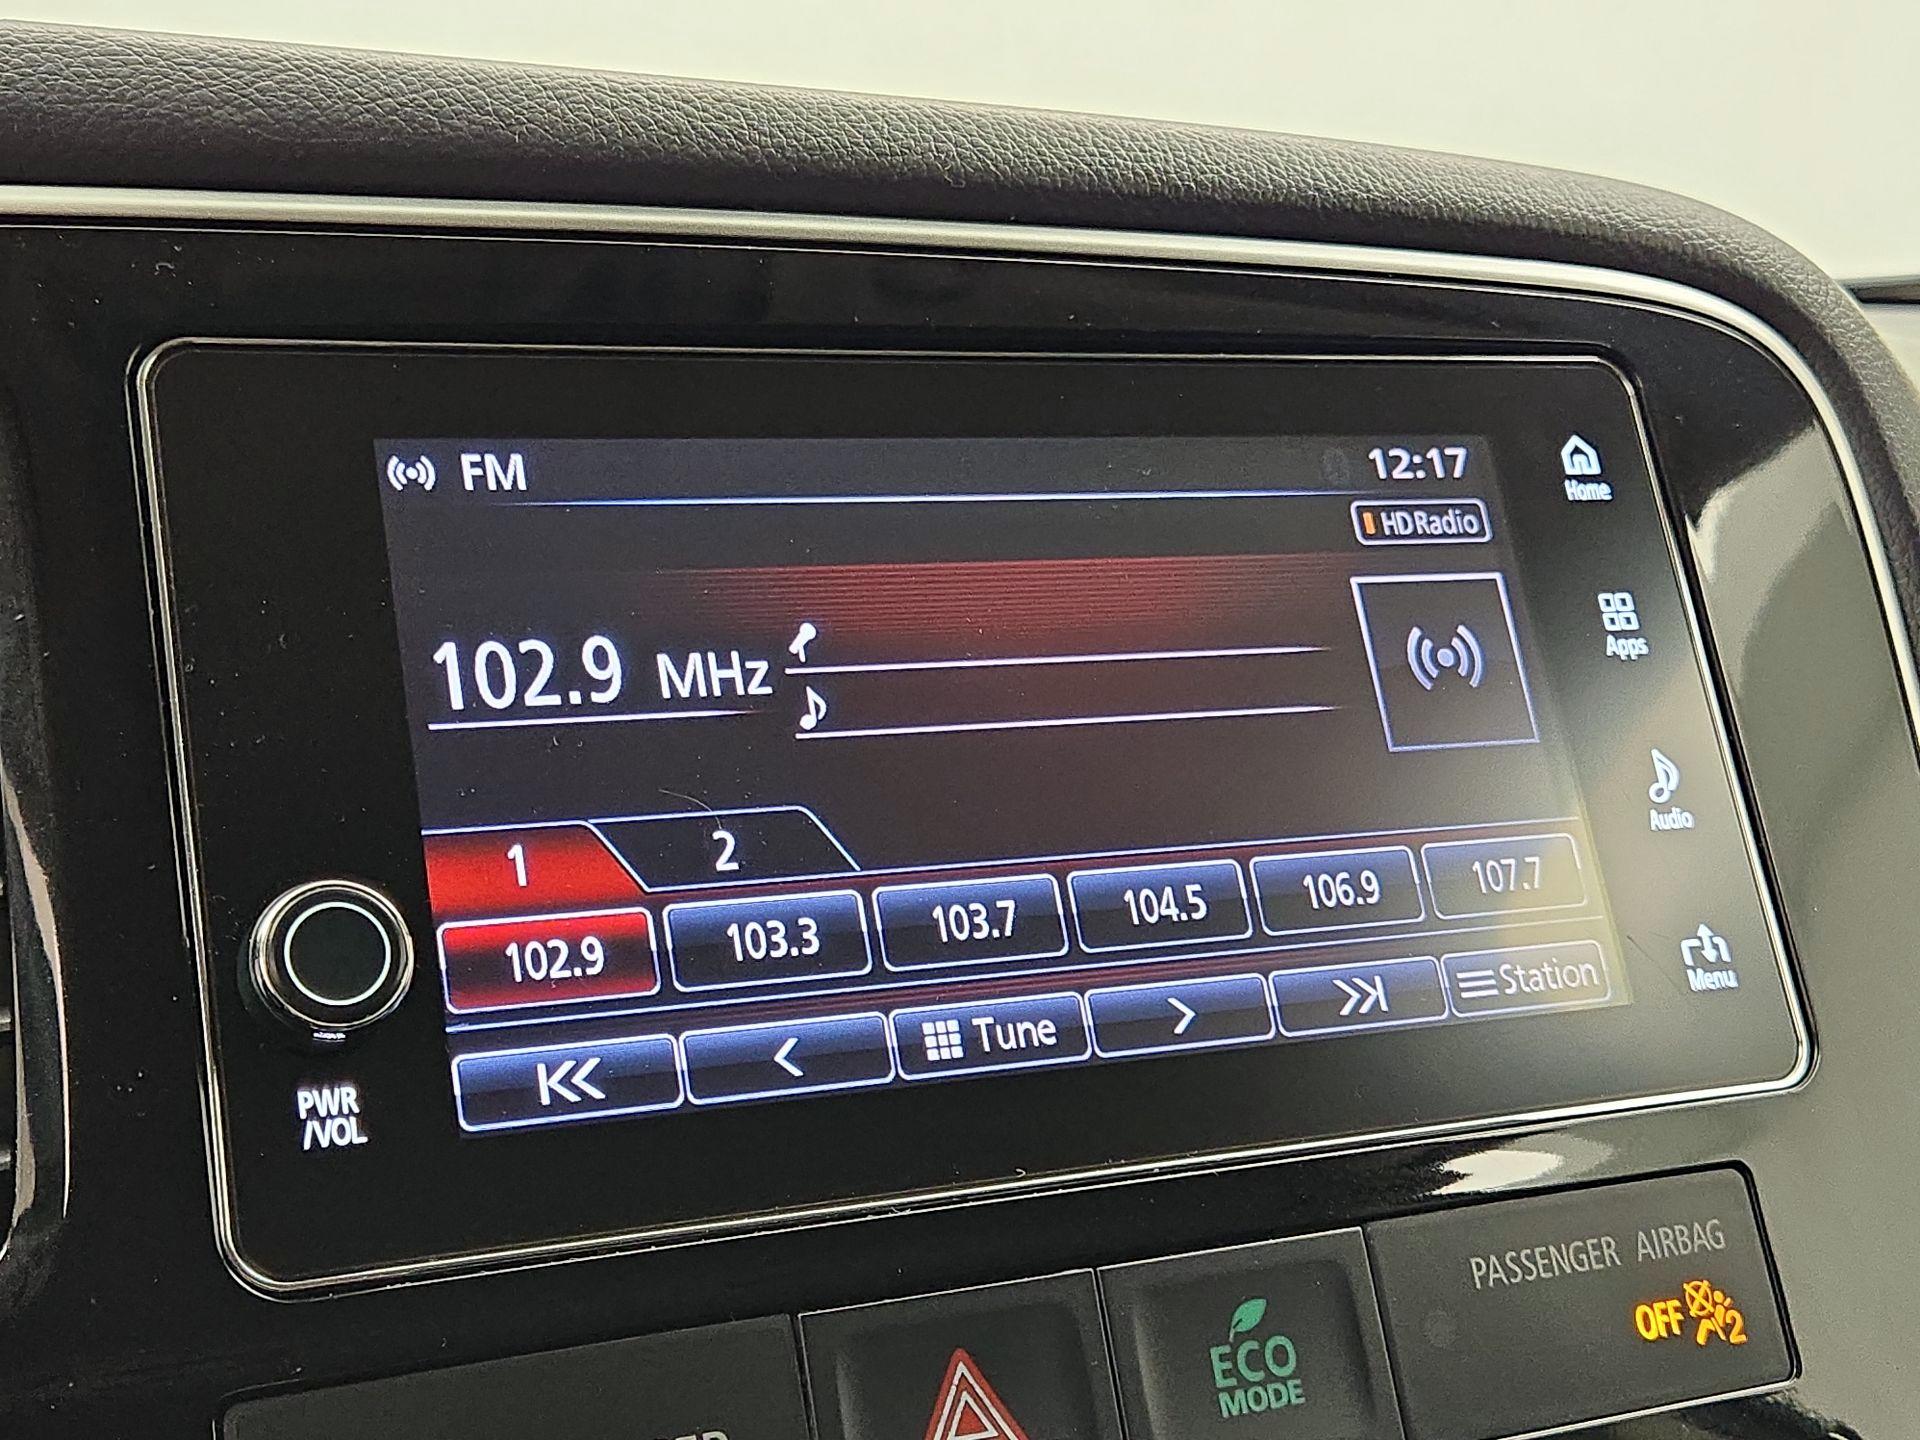 FM
12:17
Home
HD Radio
102.9 MHz
Apps
Audio
1
2
102.9
103.3
103.7
104.5
106.9
107.7
Tune
Station
Menu
PWR
/VOL
PASSENGER AIRBAG
OFF
2
ECO
MODE